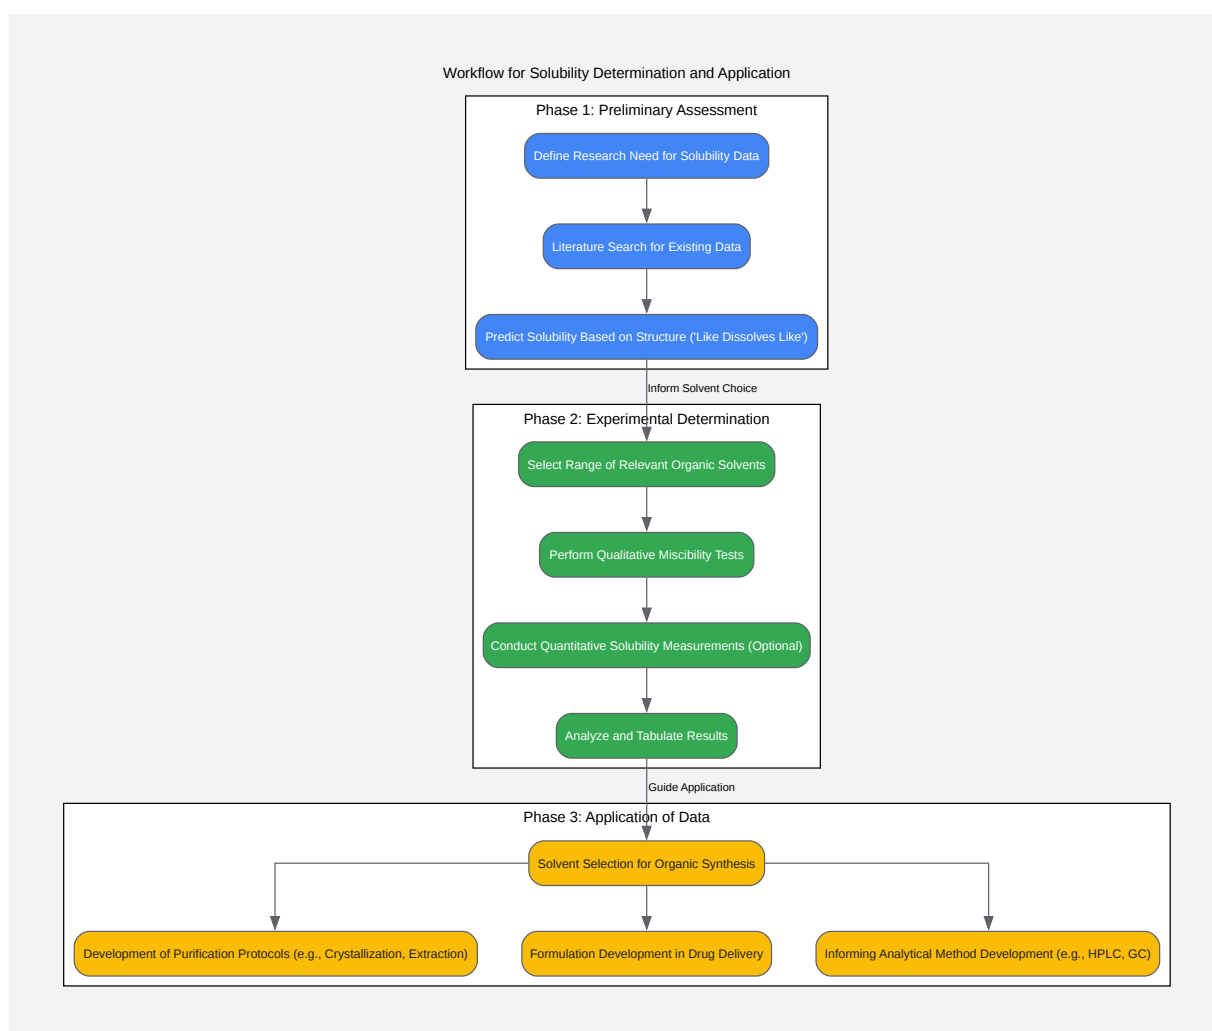 Workflow for Solubility Determination and Application
Phase 1: Preliminary Assessment
Define Research Need for Solubility Data
Literature Search for Existing Data
Predict Solubility Based on Structure ('Like Dissolves Like')
Inform Solvent Choice
Phase 2: Experimental Determination
Select Range of Relevant Organic Solvents
Perform Qualitative Miscibility Tests
Conduct Quantitative Solubility Measurements (Optional)
Analyze and Tabulate Results
Guide Application
Phase 3: Application of Data
Solvent Selection for Organic Synthesis
Development of Purification Protocols (e.g., Crystallization, Extraction)
Formulation Development in Drug Delivery
Informing Analytical Method Development (e.g., HPLC, GC)